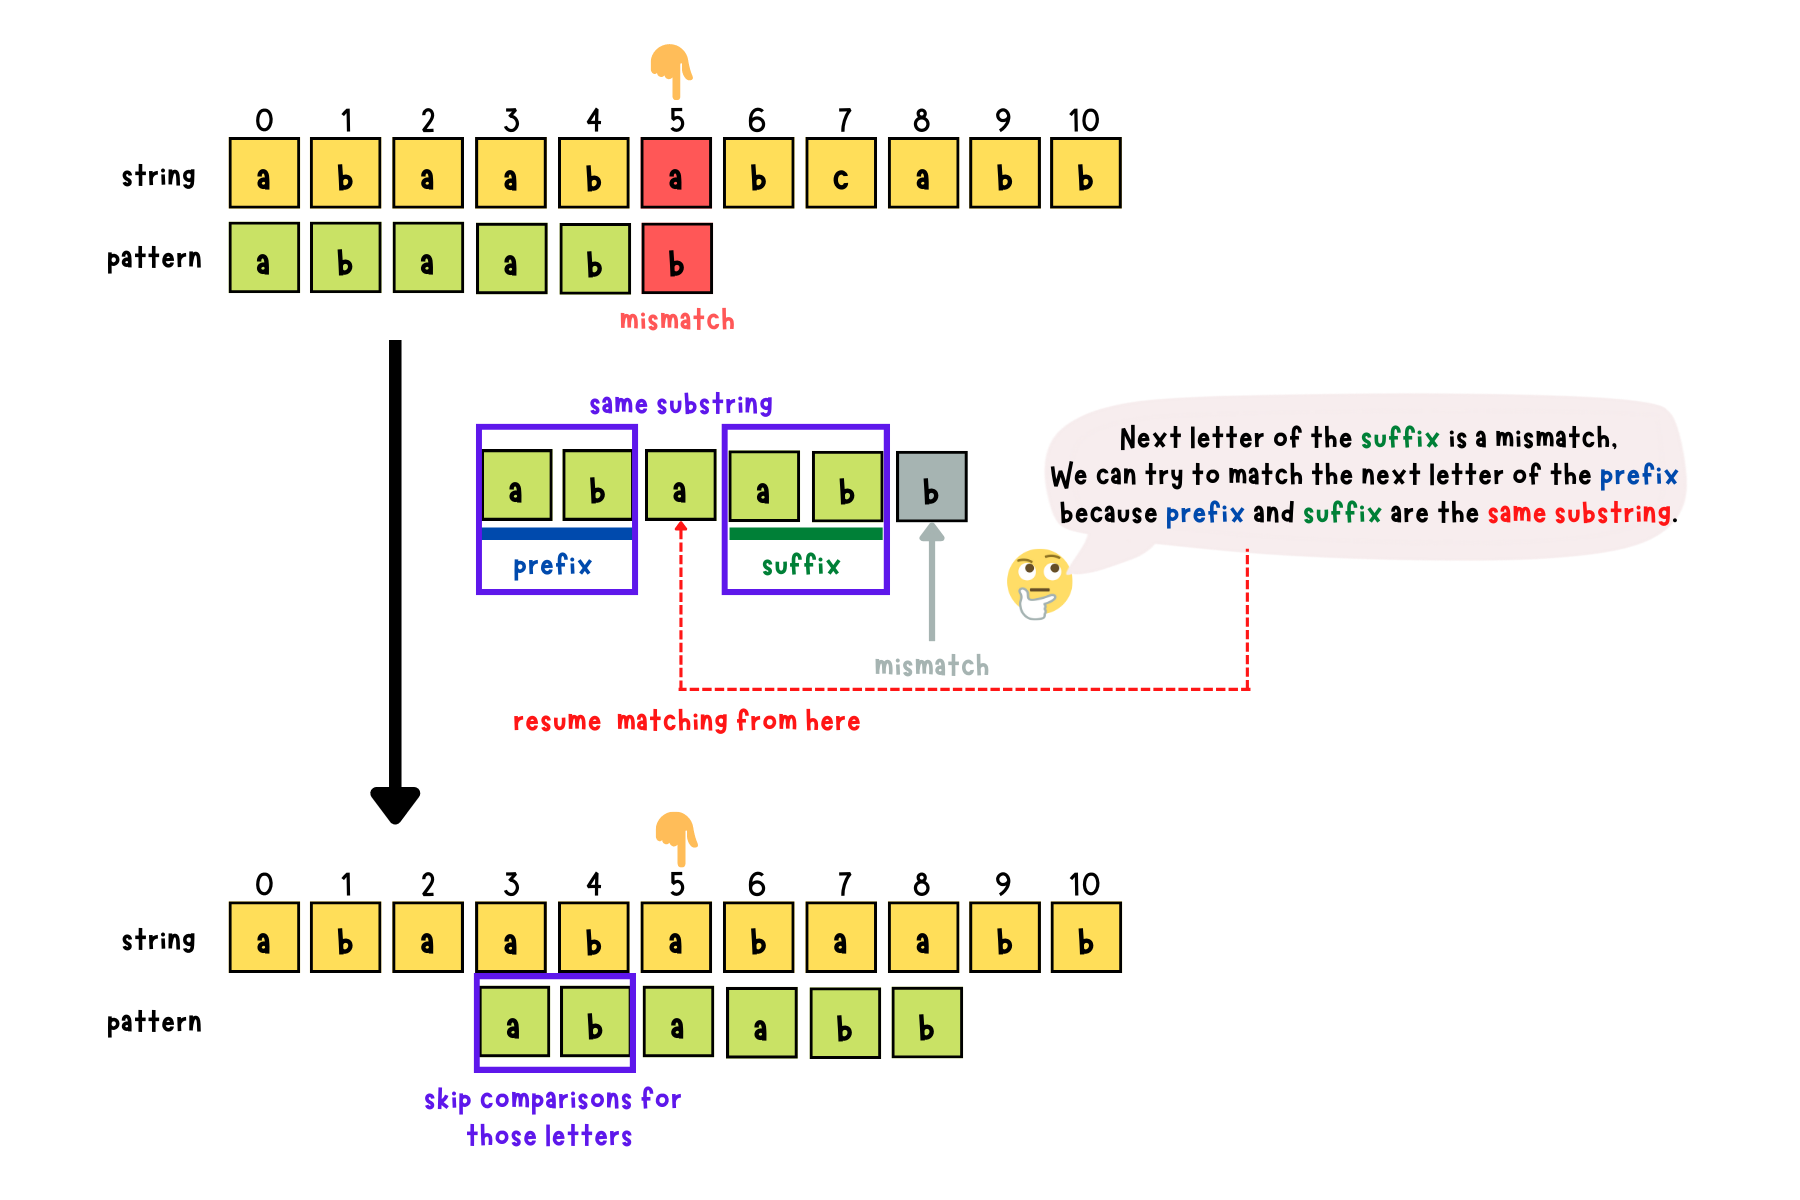 0 1 2 3 4 5 6 7 8 9 10
string a b a a b a b c a b b
pattern a b a a b b
mismatch
same substring
a b a a b b
prefix suffix
Next letter of the suffix is a mismatch,
We can try to match the next letter of the prefix
because prefix and suffix are the same substring.
mismatch
resume matching from here
0 1 2 3 4 5 6 7 8 9 10
string a b a a b a b a a b b
pattern a b a a b b
skip comparisons for
those letters